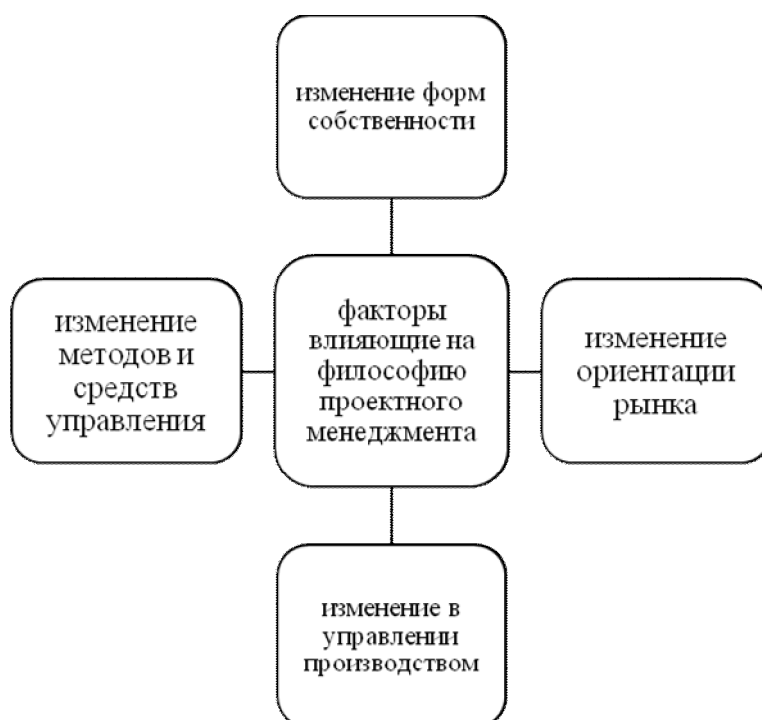 изменение форм
собственности
изменение
методов и
средств
управления
факторы
влияющие на
философию
проектного
менеджмента
изменение
ориентации
рынка
изменение в
управлении
производством